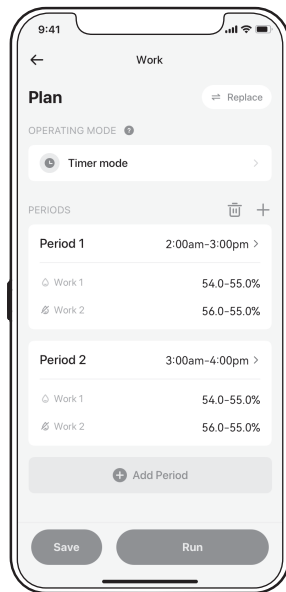 9:41
Work
Plan
Replace
OPERATING MODE ?
Timer mode
PERIODS
Period 1 2:00am-3:00pm
Work 1 54.0-55.0%
Work 2 56.0-55.0%
Period 2 3:00am-4:00pm
Work 1 54.0-55.0%
Work 2 56.0-55.0%
Add Period
Save Run